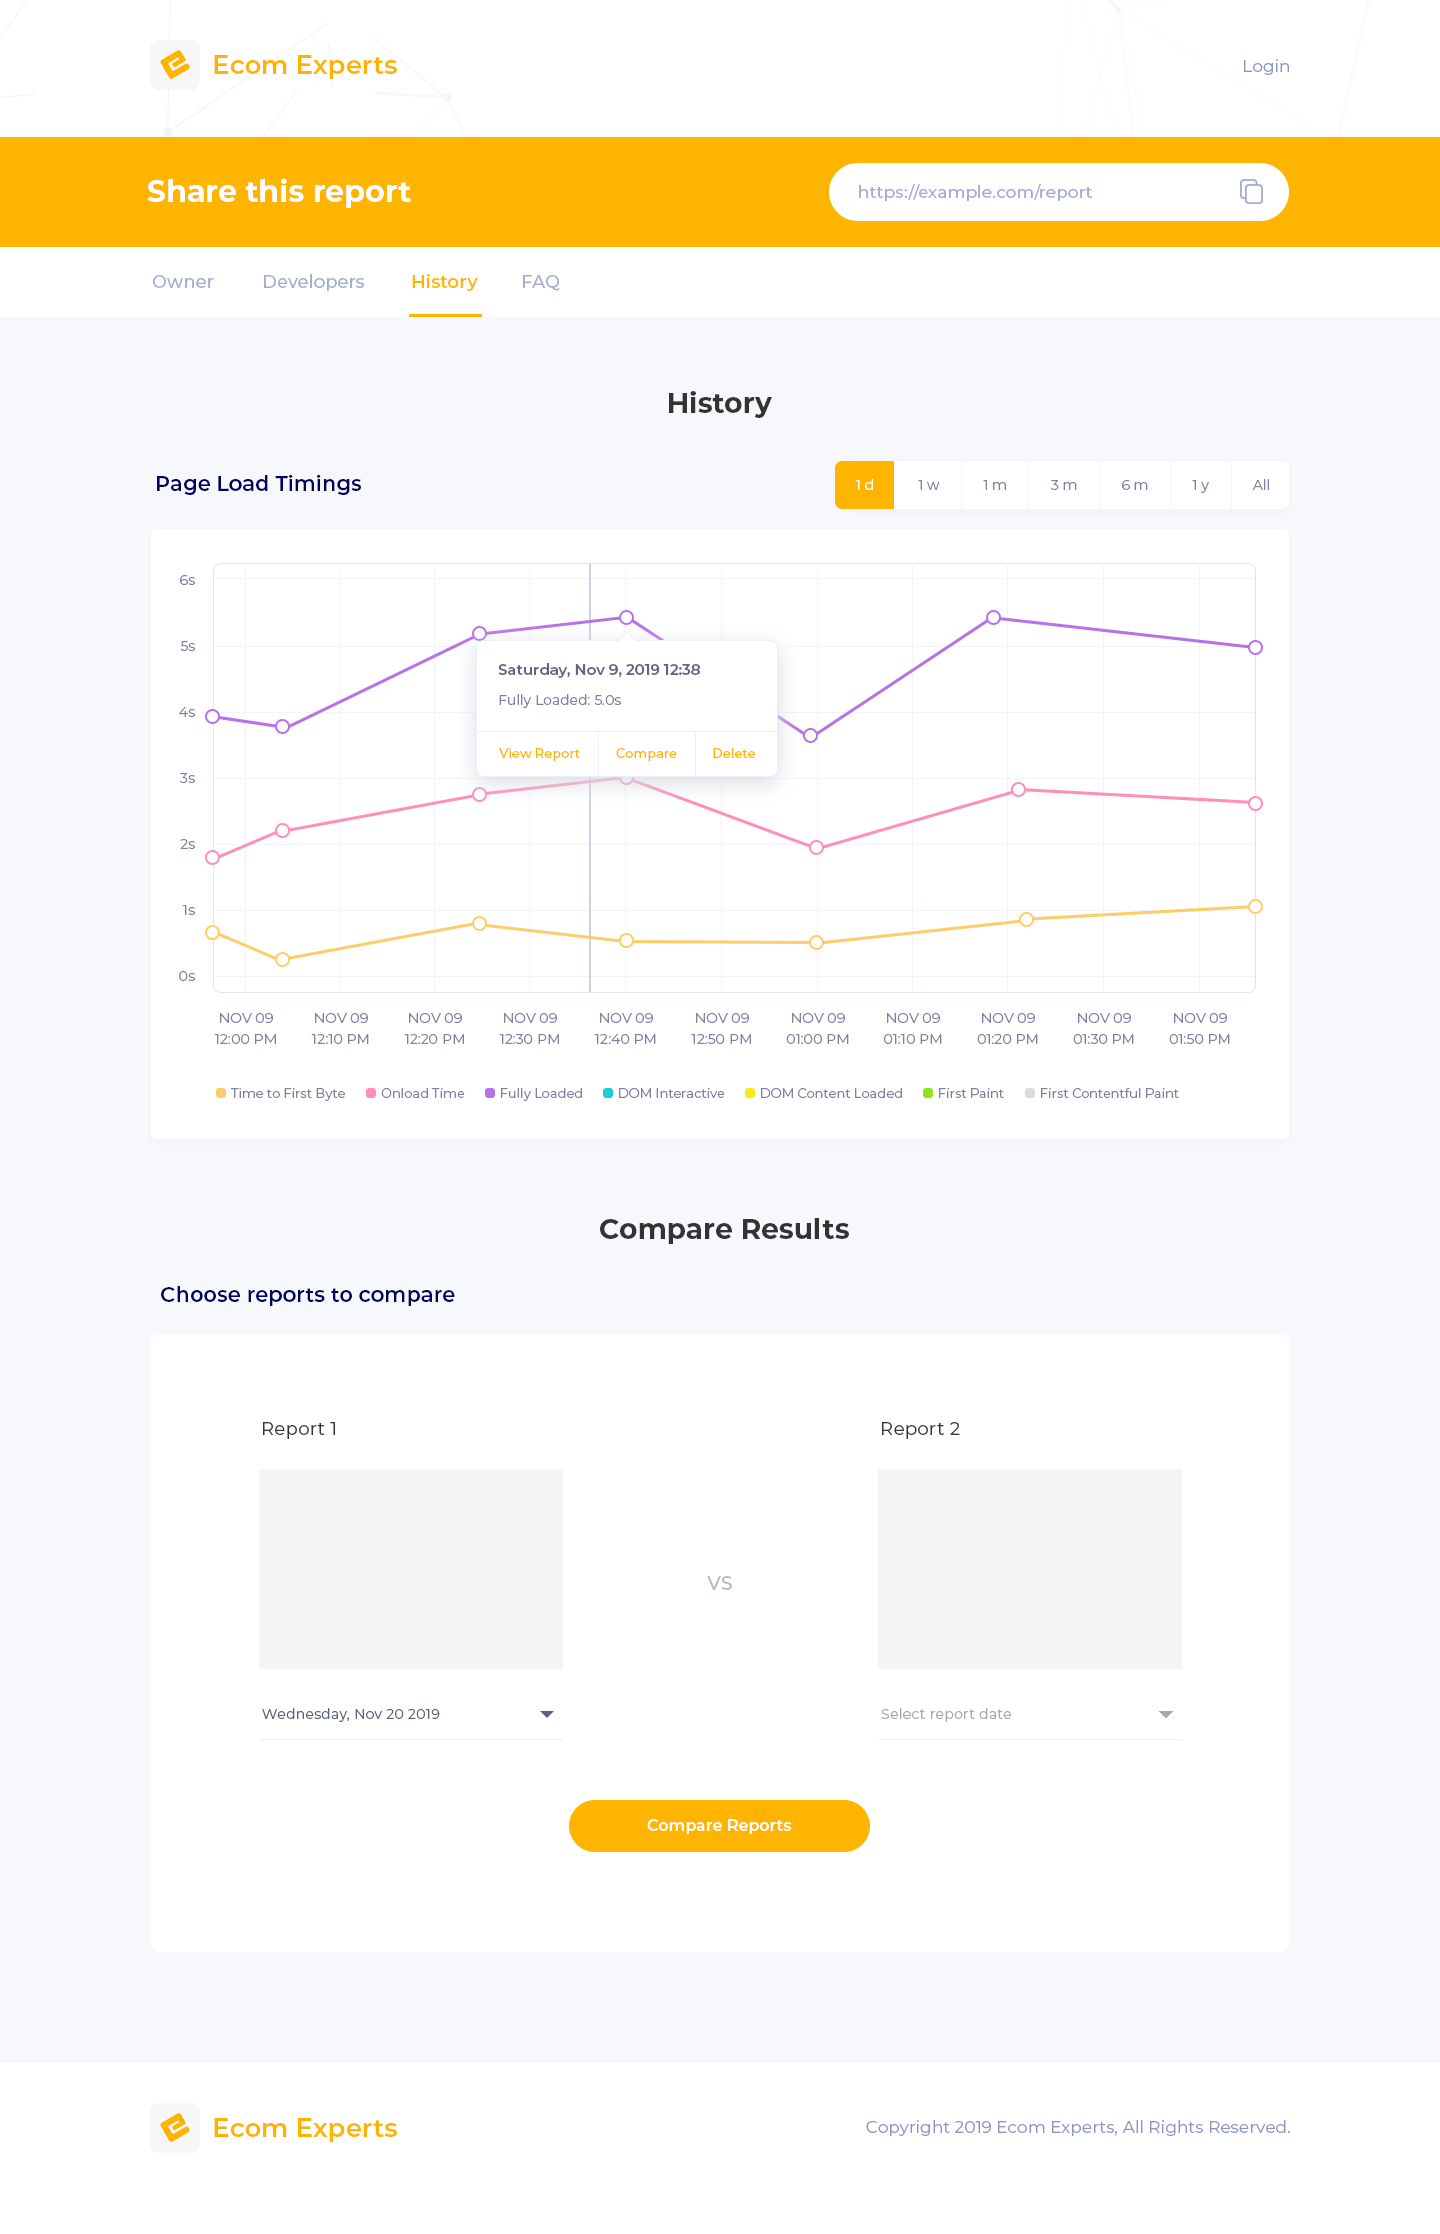 Ecom Experts
Login
Share this report
https://example.com/report
Owner
Developers
History
FAQ
History
Page Load Timings
1 d
1 w
1 m
3 m
6 m
1 y
All
6s
5s
4s
3s
2s
1s
0s
Saturday, Nov 9, 2019 12:38
Fully Loaded: 5.0s
View Report
Compare
Delete
NOV 09
12:00 PM
NOV 09
12:10 PM
NOV 09
12:20 PM
NOV 09
12:30 PM
NOV 09
12:40 PM
NOV 09
12:50 PM
NOV 09
01:00 PM
NOV 09
01:10 PM
NOV 09
01:20 PM
NOV 09
01:30 PM
NOV 09
01:50 PM
Time to First Byte
Onload Time
Fully Loaded
DOM Interactive
DOM Content Loaded
First Paint
First Contentful Paint
Compare Results
Choose reports to compare
Report 1
Report 2
VS
Wednesday, Nov 20 2019
Select report date
Compare Reports
Ecom Experts
Copyright 2019 Ecom Experts, All Rights Reserved.